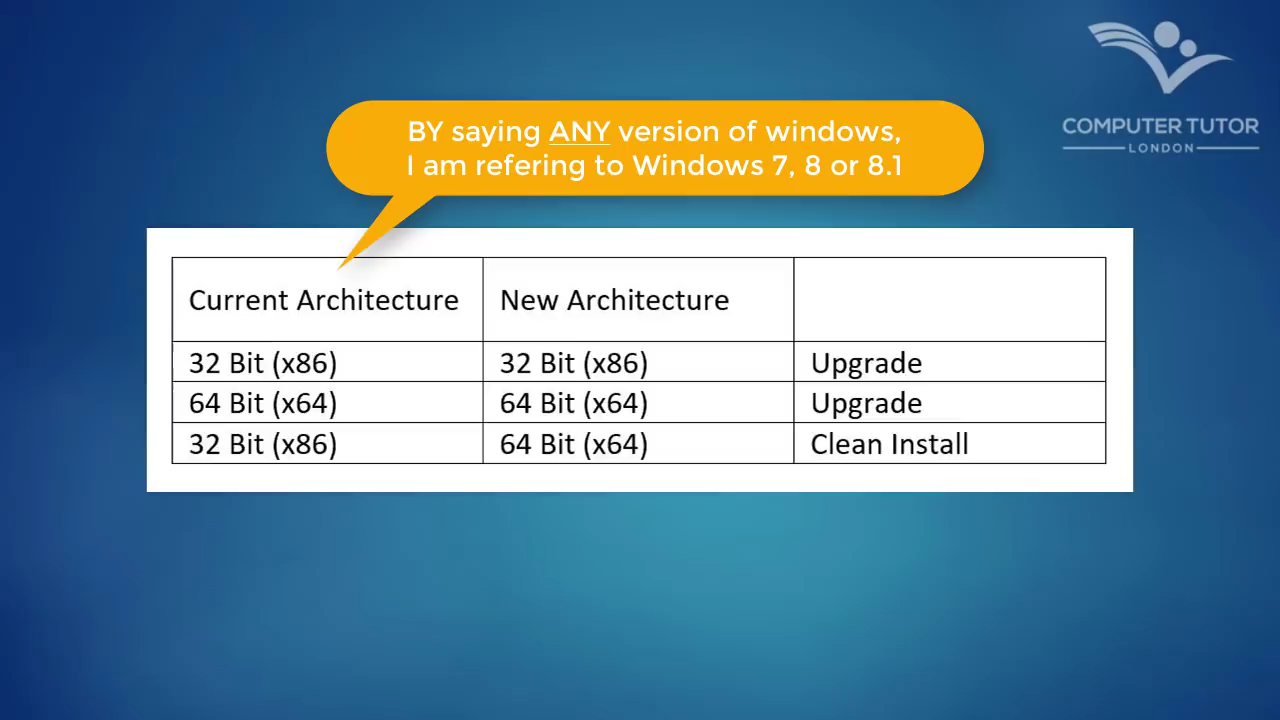 COMPUTER TUTOR
LONDON
BY saying ANY version of windows,
I am refering to Windows 7, 8 or 8.1
Current Architecture New Architecture
32 Bit (x86) 32 Bit (x86) Upgrade
64 Bit (x64) 64 Bit (x64) Upgrade
32 Bit (x86) 64 Bit (x64) Clean Install